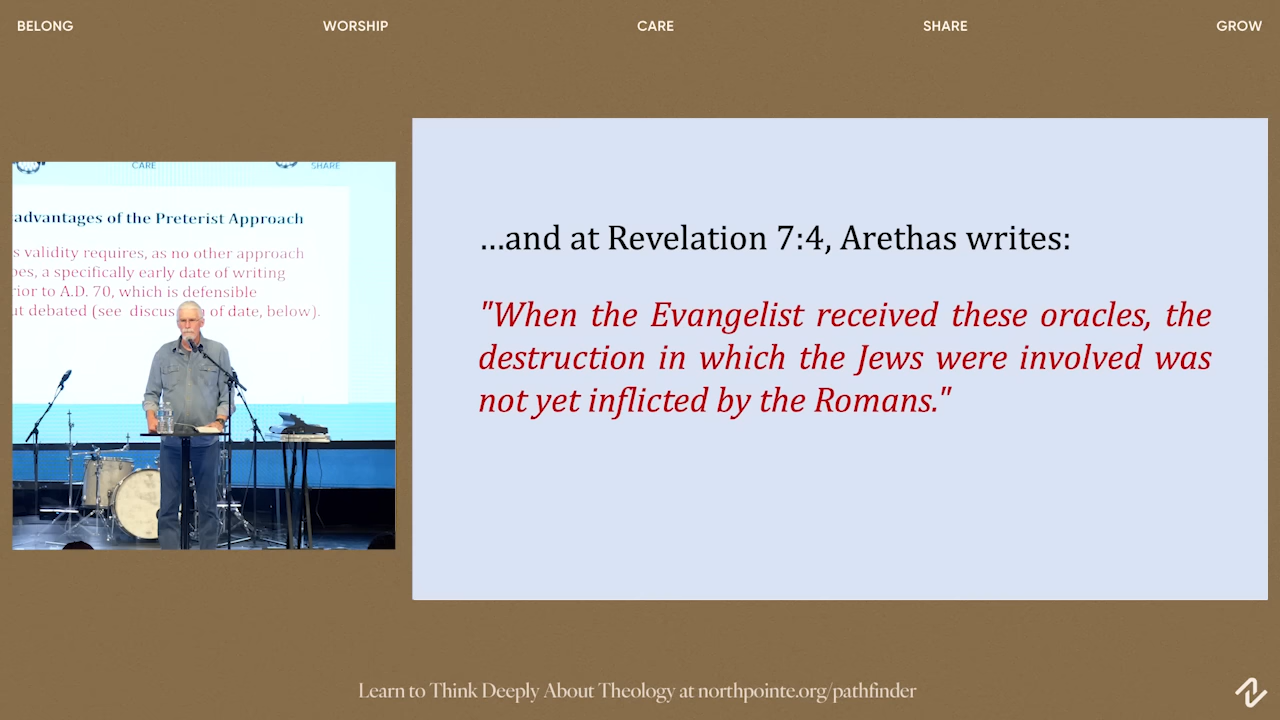 BELONG
WORSHIP
CARE
SHARE
GROW
CARE
SHARE
advantages of the Preterist Approach
s validity requires, as no other approach
a specifically early date of writing
to A.D. 70, which is defensible
debated (see discus of date, below).
...and at Revelation 7:4, Arethas writes:
"When the Evangelist received these oracles, the
destruction in which the Jews were involved was
not yet inflicted by the Romans."
Learn to Think Deeply About Theology at northpointe.org/pathfinder